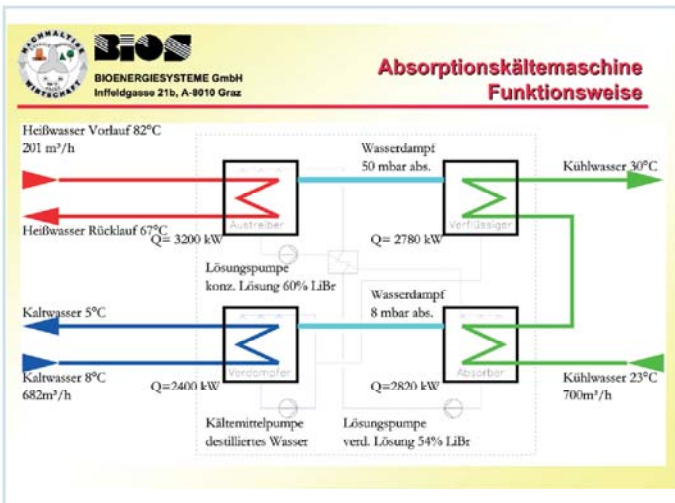 NACHHALTIG
WIRTSCHAFT
BIOS
BIOENERGIESYSTEME GmbH
Inffeldgasse 21b, A-8010 Graz
Absorptionskältemaschine
Funktionsweise
Heißwasser Vorlauf 82°C
201 m³/h
Wasserdampf
50 mbar abs.
Kühlwasser 30°C
Austreiber
Verflüssiger
Heißwasser Rücklauf 67°C
Q= 3200 kW
Q= 2780 kW
Lösungspumpe
konz. Lösung 60% LiBr
Wasserdampf
8 mbar abs.
Kaltwasser 5°C
Verdampfer
Absorber
Kaltwasser 8°C
682m³/h
Q=2400 kW
Q=2820 kW
Kühlwasser 23°C
700m³/h
Kältemittelpumpe
destilliertes Wasser
Lösungspumpe
verd. Lösung 54% LiBr